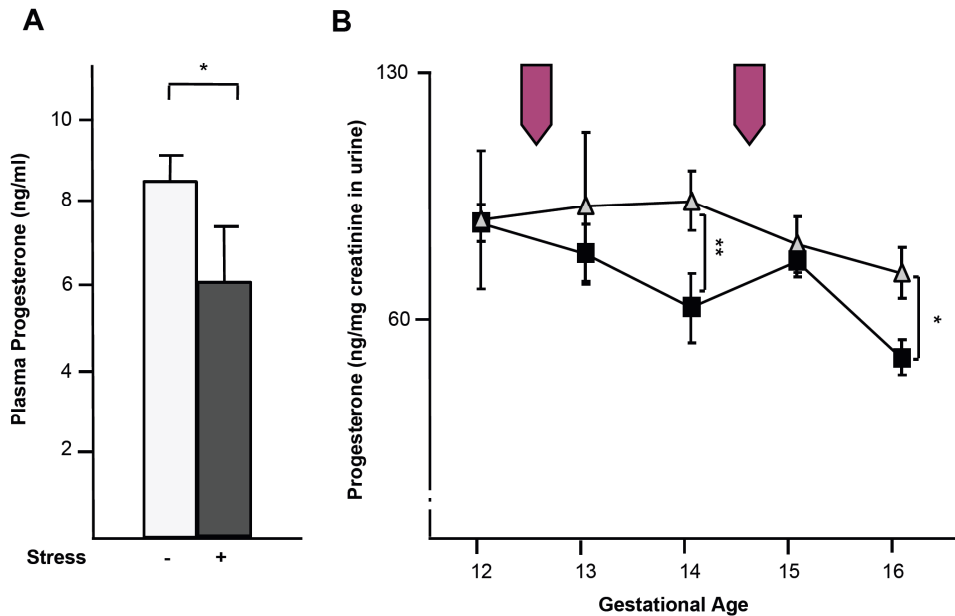 A
Plasma Progesterone (ng/ml)
10
8
6
4
2
*
Stress - +
B
Progesterone (ng/mg creatinine in urine)
130
60
**
*
12 13 14 15 16
Gestational Age